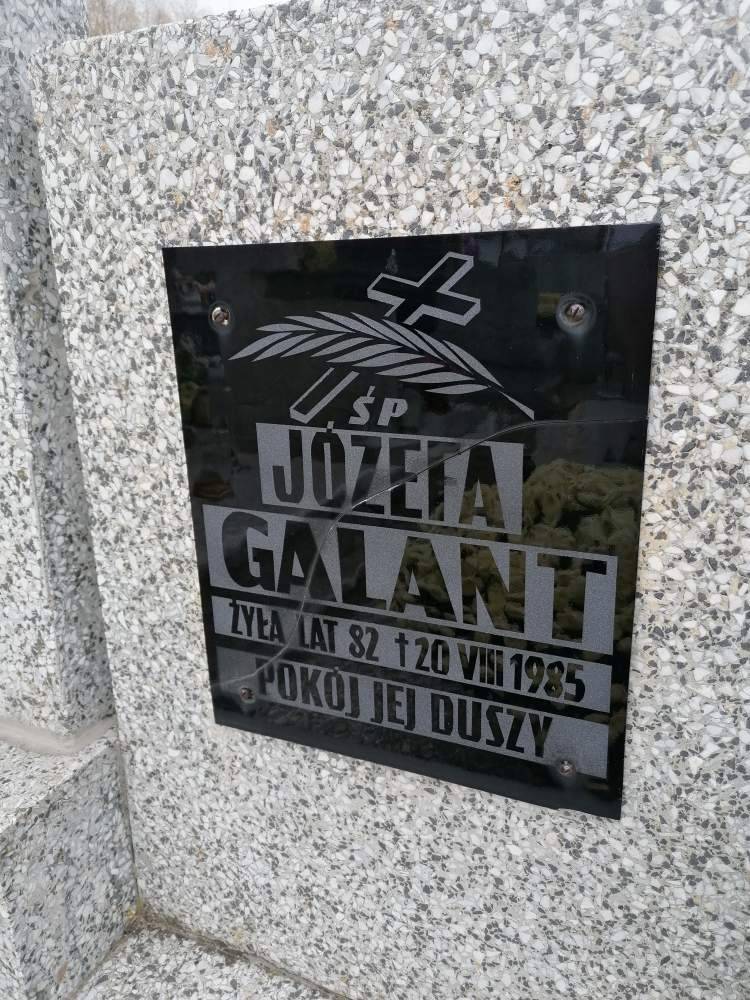 ŚP
JÓZEFA
GALANT
ŻYŁA LAT 82 † 20 VIII 1985
POKÓJ JEJ DUSZY